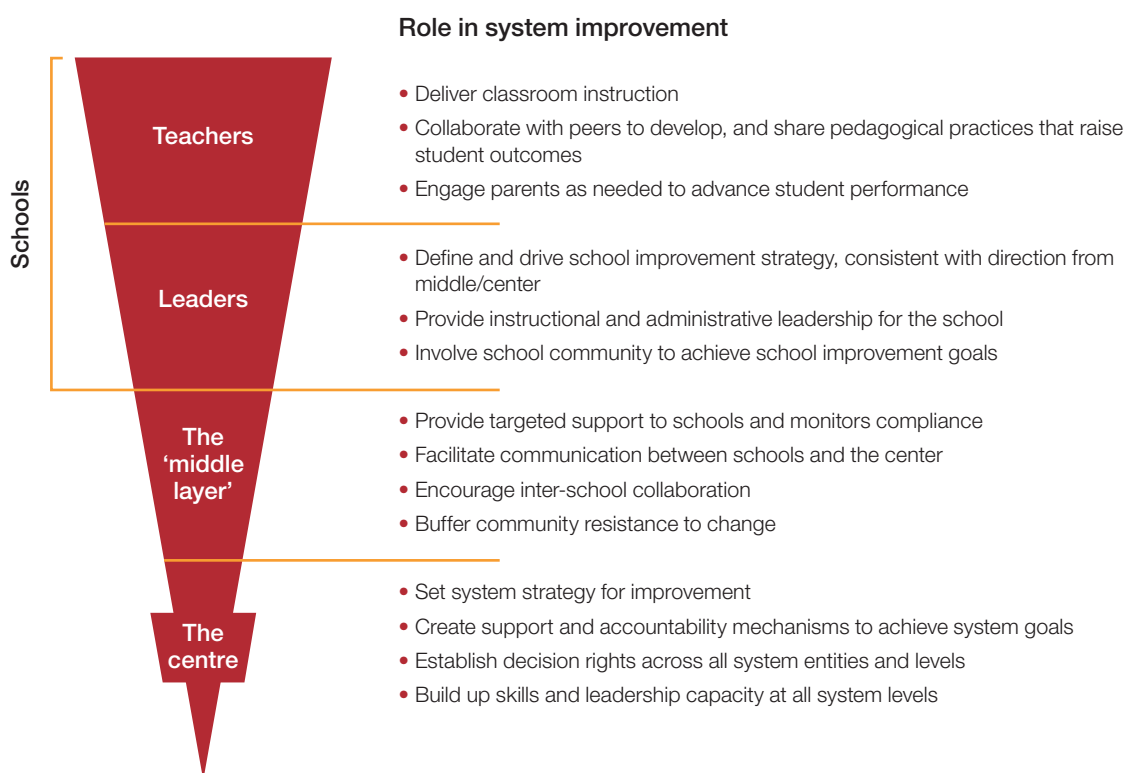 Role in system improvement
Schools
Teachers
• Deliver classroom instruction
• Collaborate with peers to develop, and share pedagogical practices that raise
student outcomes
• Engage parents as needed to advance student performance
Leaders
• Define and drive school improvement strategy, consistent with direction from
middle/center
• Provide instructional and administrative leadership for the school
• Involve school community to achieve school improvement goals
The
‘middle
layer’
• Provide targeted support to schools and monitors compliance
• Facilitate communication between schools and the center
• Encourage inter-school collaboration
• Buffer community resistance to change
The
centre
• Set system strategy for improvement
• Create support and accountability mechanisms to achieve system goals
• Establish decision rights across all system entities and levels
• Build up skills and leadership capacity at all system levels